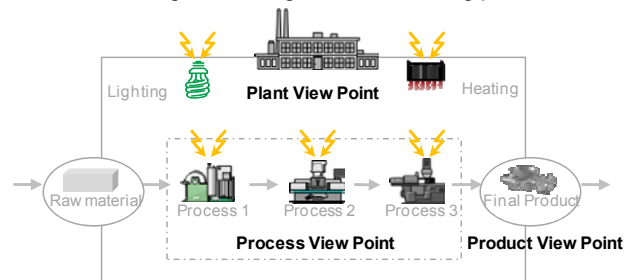 Lighting
Plant View Point
Heating
Raw material
Process 1
Process 2
Process 3
Final Product
Process View Point
Product View Point